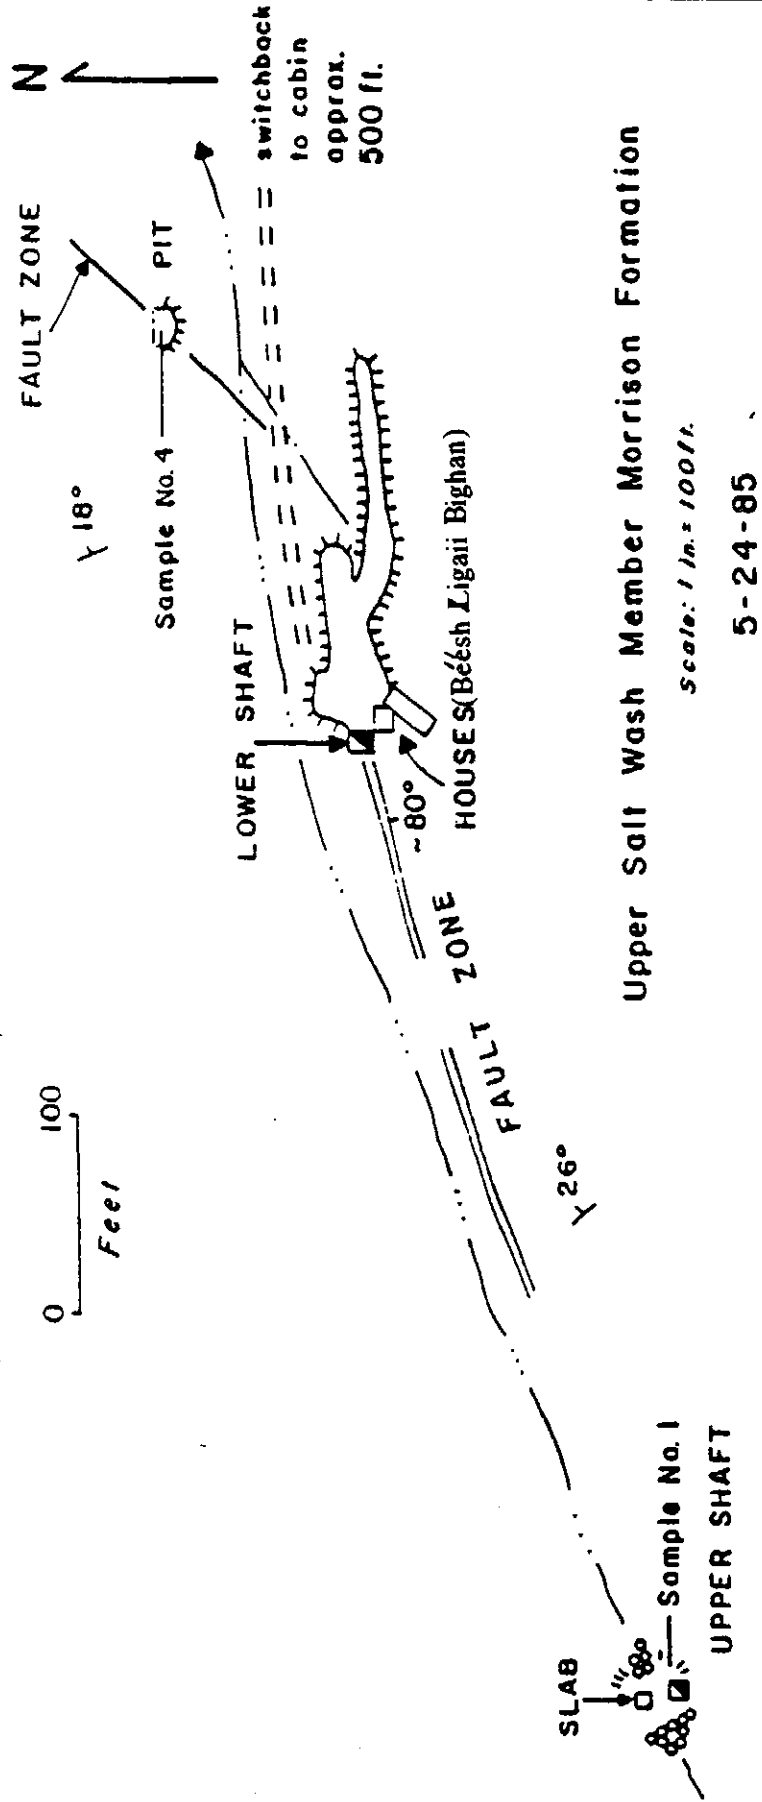 N
FAULT ZONE
PIT
Sample No. 4
18°
switchback
to cabin
approx.
500 ft.
LOWER SHAFT
HOUSES (Béésh Łigaii Bighan)
~80°
FAULT ZONE
26°
0 100
Feet
SLAB
Sample No. 1
UPPER SHAFT
Upper Salt Wash Member Morrison Formation
scale: 1 in.= 100 ft.
5-24-85